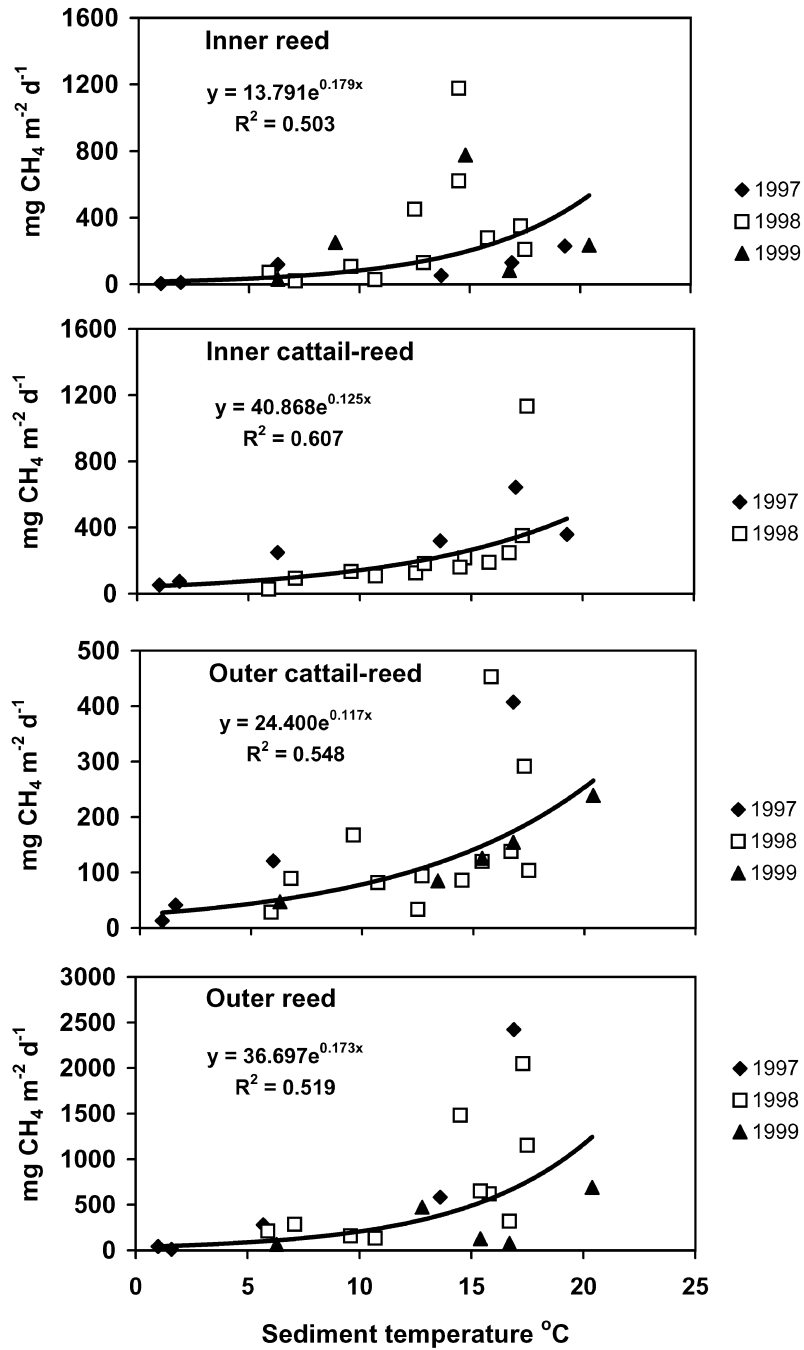 1600
1200
800
400
0
mg CH₄ m⁻² d⁻¹
Inner reed
y = 13.791e^0.179x
R² = 0.503
1997
1998
1999
1600
1200
800
400
0
mg CH₄ m⁻² d⁻¹
Inner cattail-reed
y = 40.868e^0.125x
R² = 0.607
1997
1998
500
400
300
200
100
0
mg CH₄ m⁻² d⁻¹
Outer cattail-reed
y = 24.400e^0.117x
R² = 0.548
1997
1998
1999
3000
2500
2000
1500
1000
500
0
mg CH₄ m⁻² d⁻¹
Outer reed
y = 36.697e^0.173x
R² = 0.519
1997
1998
1999
0 5 10 15 20 25
Sediment temperature °C